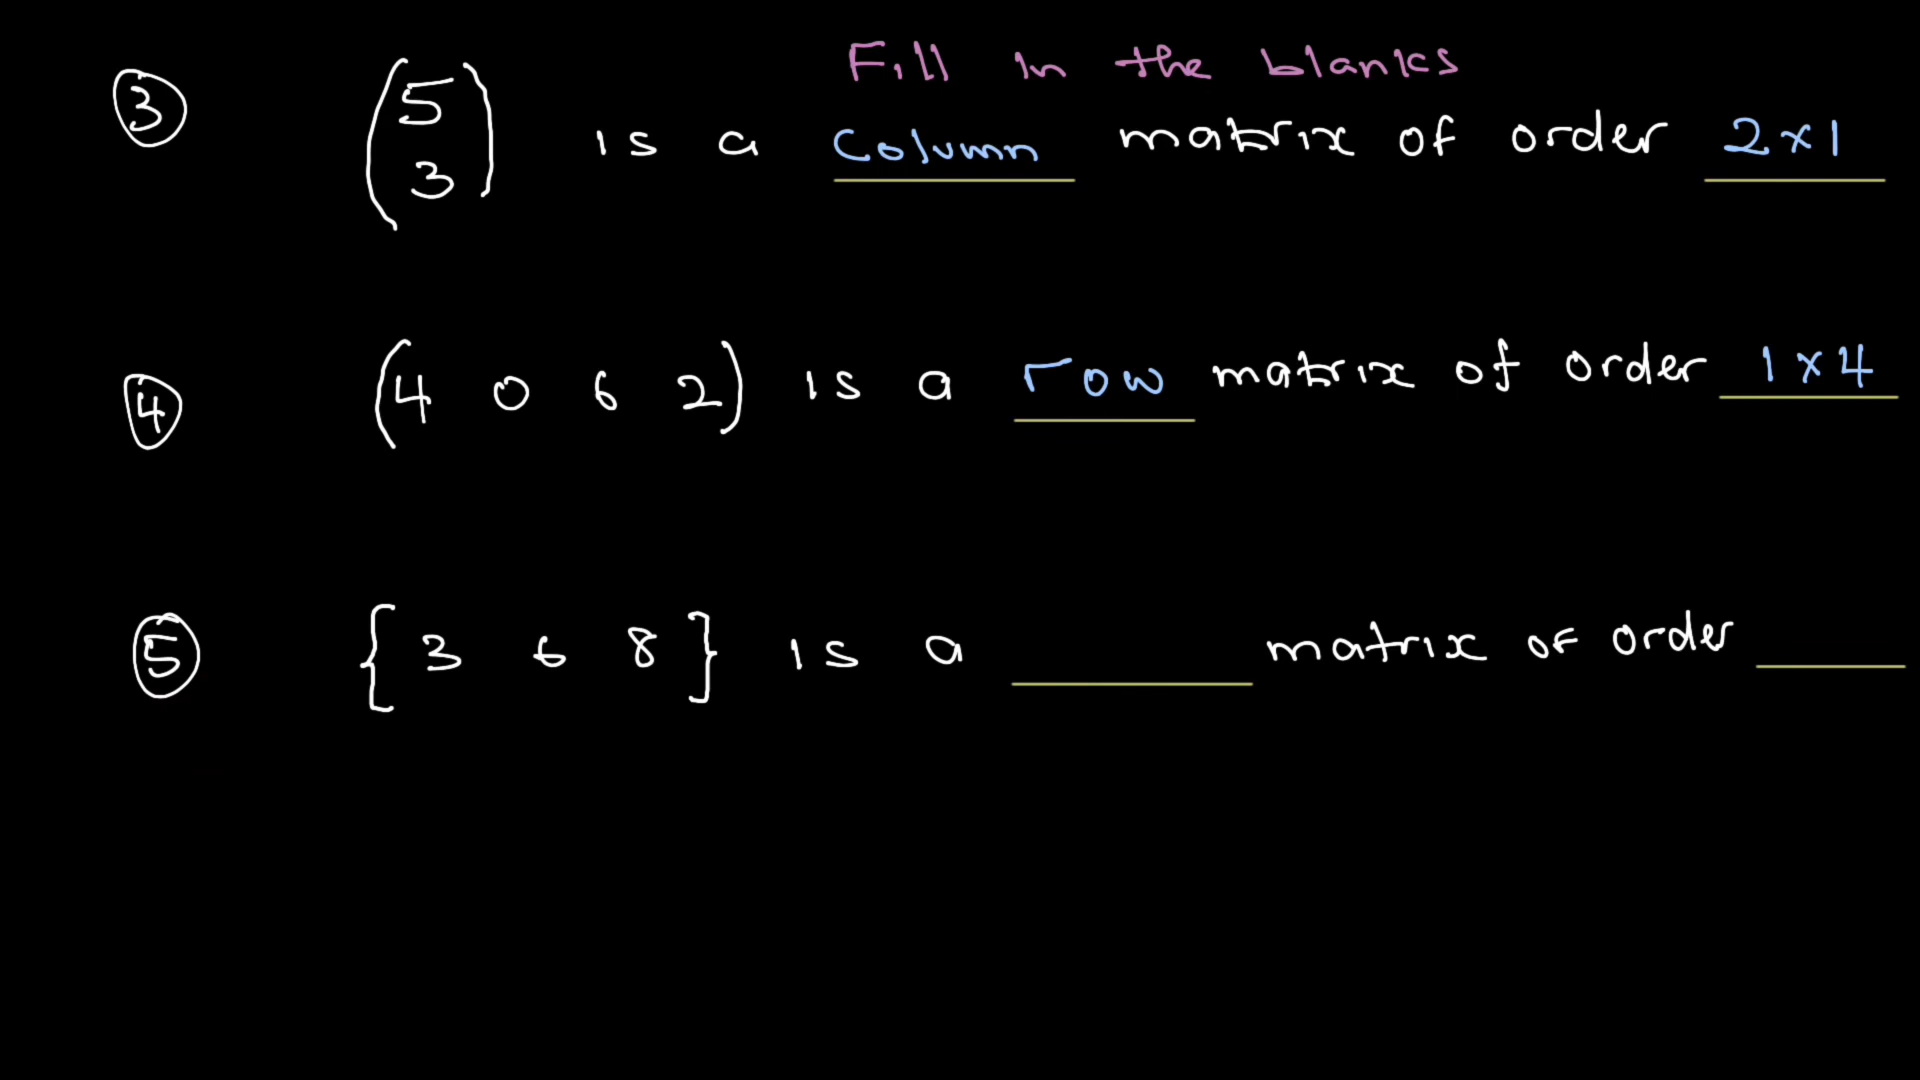 Fill in the blanks
③ (5 3) is a Column matrix of order 2×1
④ (4 0 6 2) is a row matrix of order 1×4
⑤ {3 6 8} is a ______ matrix of order ______